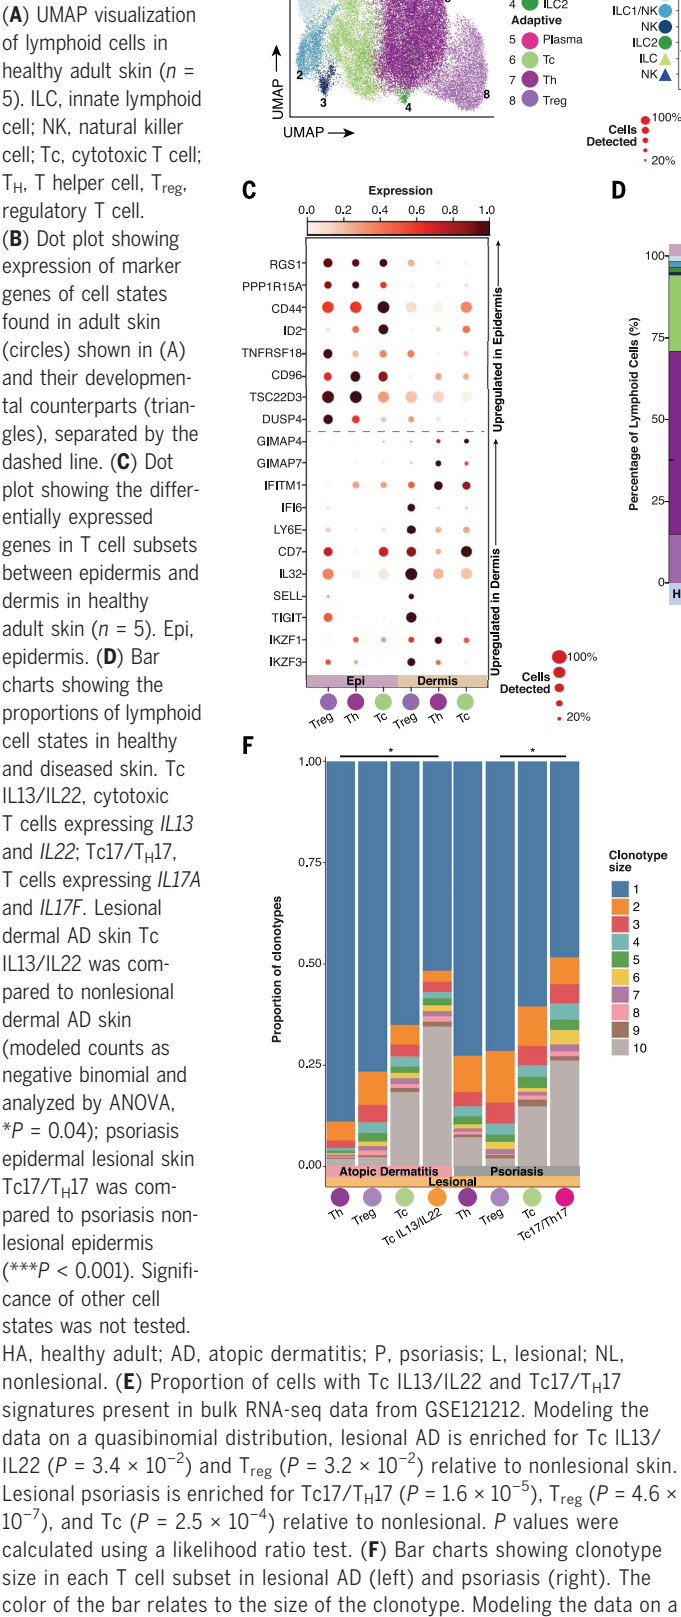 (A) UMAP visualization
of lymphoid cells in
healthy adult skin (n =
5). ILC, innate lymphoid
cell; NK, natural killer
cell; Tc, cytotoxic T cell;
TH, T helper cell, Treg,
regulatory T cell.
(B) Dot plot showing
expression of marker
genes of cell states
found in adult skin
(circles) shown in (A)
and their developmen-
tal counterparts (trian-
gles), separated by the
dashed line. (C) Dot
plot showing the differ-
entially expressed
genes in T cell subsets
between epidermis and
dermis in healthy
adult skin (n = 5). Epi,
epidermis. (D) Bar
charts showing the
proportions of lymphoid
cell states in healthy
and diseased skin. Tc
IL13/IL22, cytotoxic
T cells expressing IL13
and IL22; Tc17/TH17,
T cells expressing IL17A
and IL17F. Lesional
dermal AD skin Tc
IL13/IL22 was com-
pared to nonlesional
dermal AD skin
(modeled counts as
negative binomial and
analyzed by ANOVA,
*P = 0.04); psoriasis
epidermal lesional skin
Tc17/TH17 was com-
pared to psoriasis non-
lesional epidermis
(***P < 0.001). Signifi-
cance of other cell
states was not tested.
HA, healthy adult; AD, atopic dermatitis; P, psoriasis; L, lesional; NL,
nonlesional. (E) Proportion of cells with Tc IL13/IL22 and Tc17/TH17
signatures present in bulk RNA-seq data from GSE121212. Modeling the
data on a quasibinomial distribution, lesional AD is enriched for Tc IL13/
IL22 (P = 3.4 × 10−2) and Treg (P = 3.2 × 10−2) relative to nonlesional skin.
Lesional psoriasis is enriched for Tc17/TH17 (P = 1.6 × 10−5), Treg (P = 4.6 ×
10−7), and Tc (P = 2.5 × 10−4) relative to nonlesional. P values were
calculated using a likelihood ratio test. (F) Bar charts showing clonotype
size in each T cell subset in lesional AD (left) and psoriasis (right). The
color of the bar relates to the size of the clonotype. Modeling the data on a
UMAP
UMAP
2
3
4
8
4 ILC2
Adaptive
5 Plasma
6 Tc
7 Th
8 Treg
ILC1/NK
NK
ILC2
ILC
NK
Cells
Detected
100%
20%
C
Expression
0.0 0.2 0.4 0.6 0.8 1.0
RGS1
PPP1R15A
CD44
ID2
TNFRSF18
CD96
TSC22D3
DUSP4
GIMAP4
GIMAP7
IFITM1
IFI6
LY6E
CD7
IL32
SELL
TIGIT
IKZF1
IKZF3
Upregulated in Epidermis
Upregulated in Dermis
Epi Dermis
Treg Th Tc Treg Th Tc
Cells
Detected
100%
20%
D
Percentage of Lymphoid Cells (%)
100
75
50
25
0
H
F
* *
Proportion of clonotypes
1.00
0.75
0.50
0.25
0.00
Atopic Dermatitis Psoriasis
Lesional
Th Treg Tc Tc IL13/IL22 Th Treg Tc Tc17/Th17
Clonotype
size
1
2
3
4
5
6
7
8
9
10